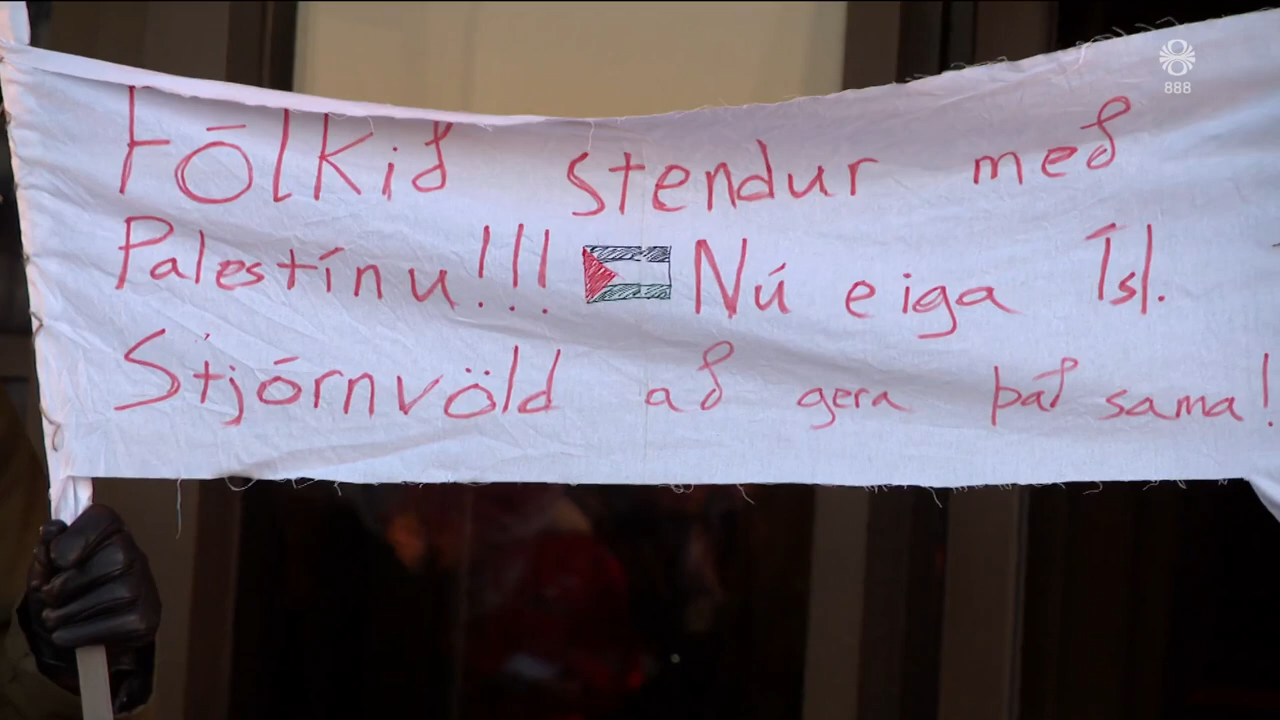 Fólkið stendur með
Palestínu!!! Nú eiga Ísl.
Stjórnvöld að gera það sama!
888